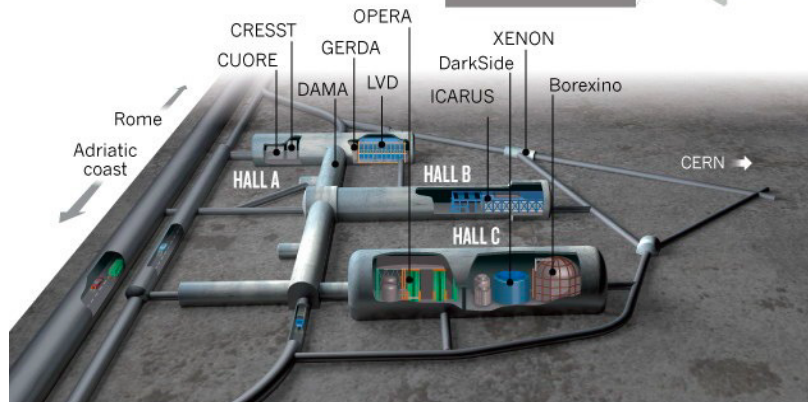 OPERA
CRESST
XENON
CUORE
GERDA
DarkSide
DAMA
LVD
ICARUS
Borexino
Rome
Adriatic
coast
HALL A
HALL B
CERN
HALL C